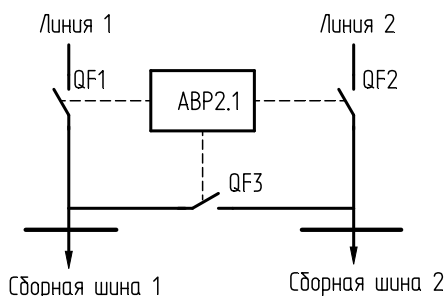 Линия 1
Линия 2
QF1
АВР2.1
QF2
QF3
Сборная шина 1
Сборная шина 2